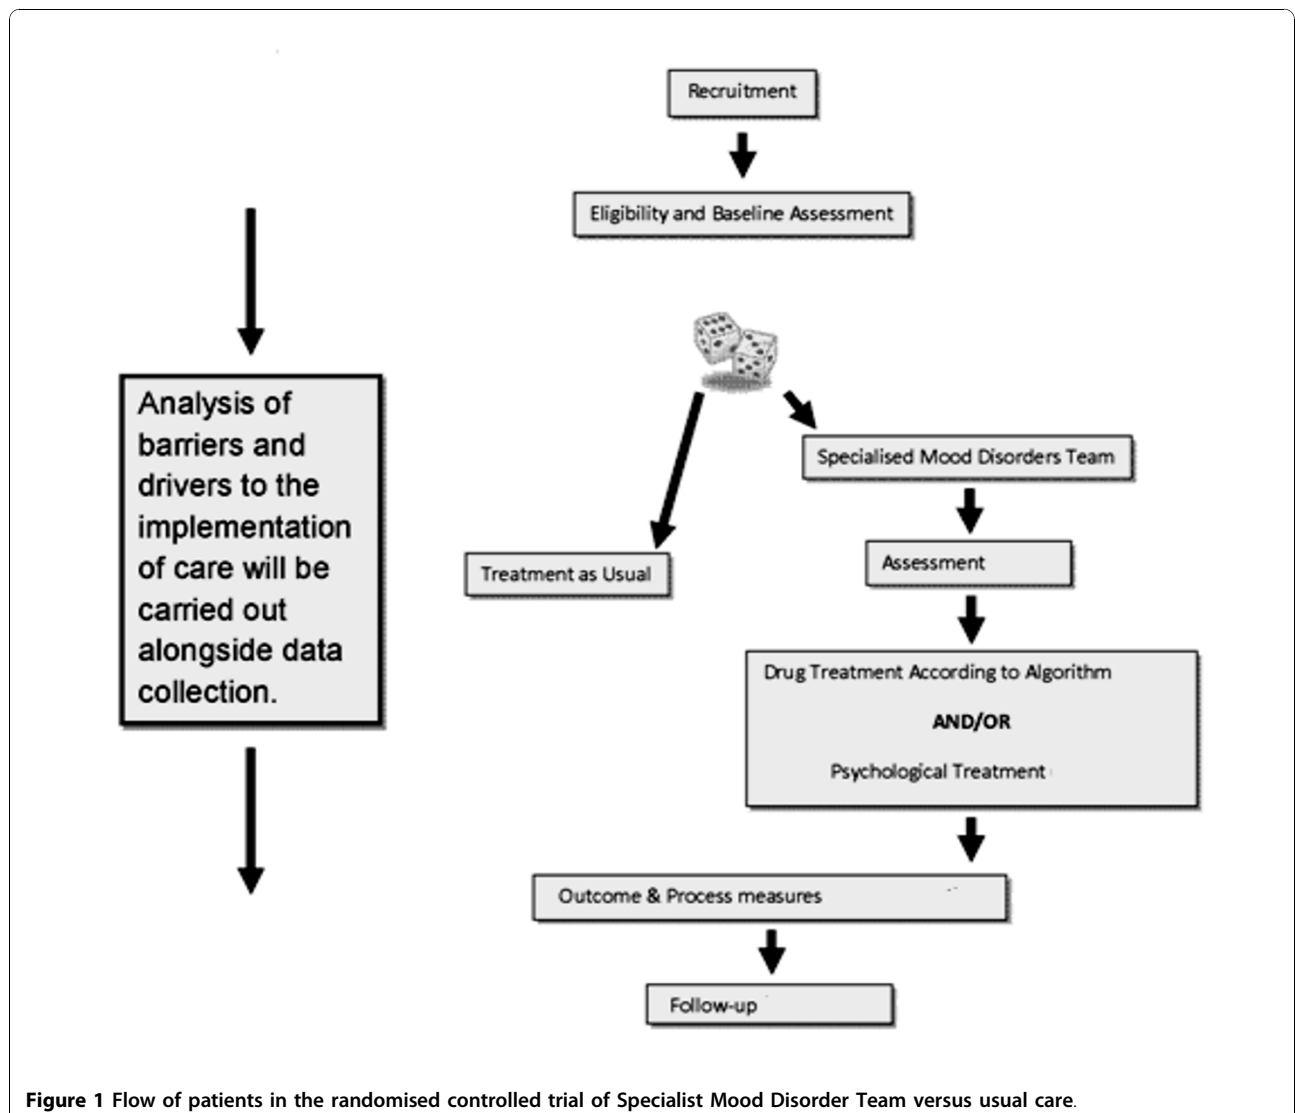 Recruitment
Eligibility and Baseline Assessment
Analysis of
barriers and
drivers to the
implementation
of care will be
carried out
alongside data
collection.
Specialised Mood Disorders Team
Treatment as Usual
Assessment
Drug Treatment According to Algorithm
AND/OR
Psychological Treatment
Outcome & Process measures
Follow-up
Figure 1 Flow of patients in the randomised controlled trial of Specialist Mood Disorder Team versus usual care.